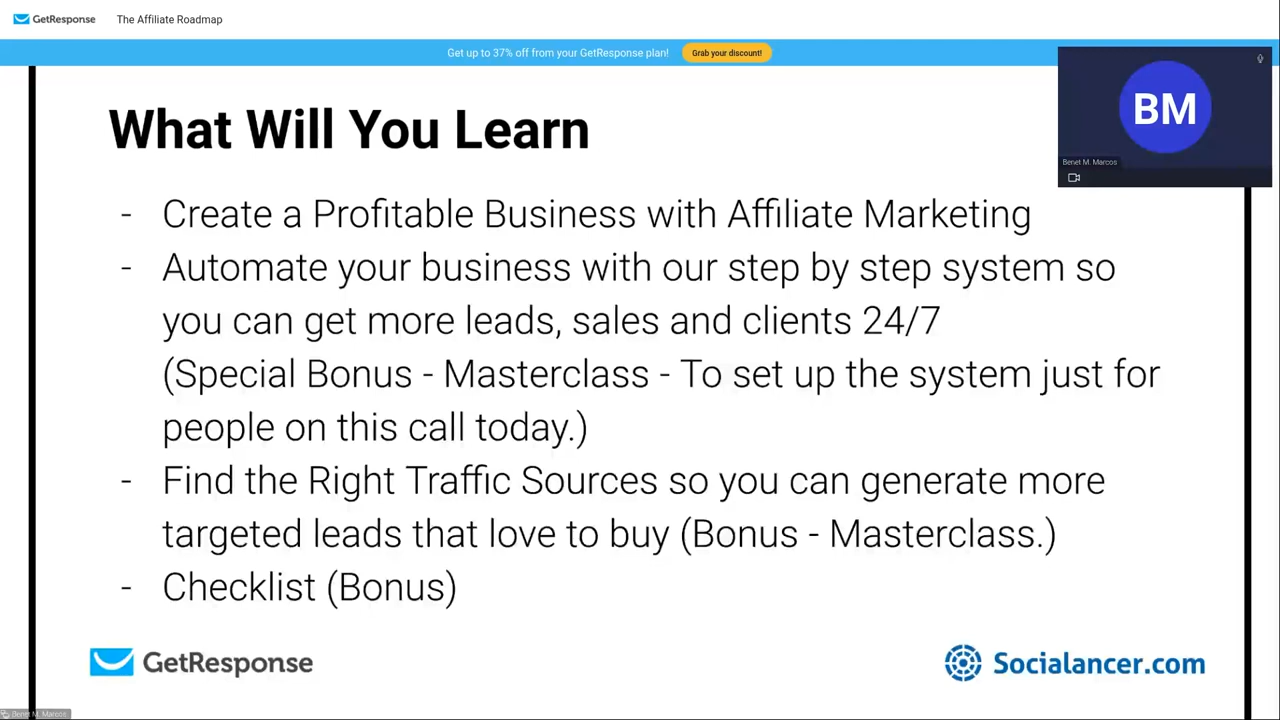 GetResponse The Affiliate Roadmap
Get up to 37% off from your GetResponse plan! Grab your discount!
BM
Benet M. Marcos
What Will You Learn
- Create a Profitable Business with Affiliate Marketing
- Automate your business with our step by step system so
you can get more leads, sales and clients 24/7
(Special Bonus - Masterclass - To set up the system just for
people on this call today.)
- Find the Right Traffic Sources so you can generate more
targeted leads that love to buy (Bonus - Masterclass.)
- Checklist (Bonus)
GetResponse Socialancer.com
Benet M. Marcos